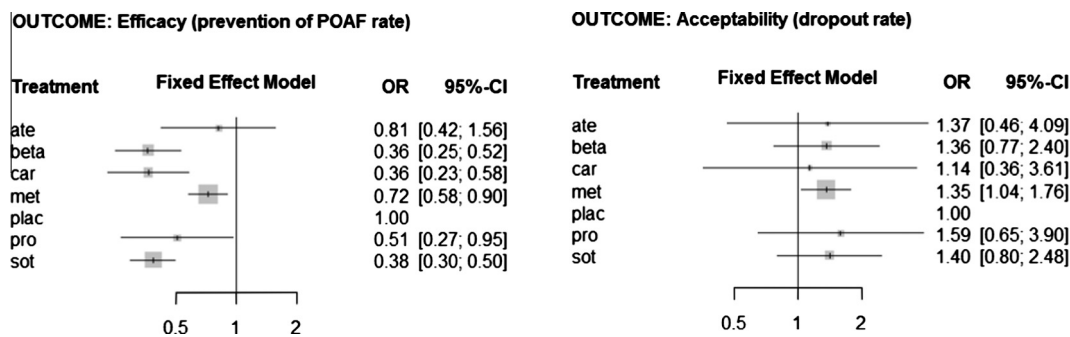 OUTCOME: Efficacy (prevention of POAF rate)
Treatment Fixed Effect Model OR 95%-CI
ate 0.81 [0.42; 1.56]
beta 0.36 [0.25; 0.52]
car 0.36 [0.23; 0.58]
met 0.72 [0.58; 0.90]
plac 1.00
pro 0.51 [0.27; 0.95]
sot 0.38 [0.30; 0.50]
0.5 1 2
OUTCOME: Acceptability (dropout rate)
Treatment Fixed Effect Model OR 95%-CI
ate 1.37 [0.46; 4.09]
beta 1.36 [0.77; 2.40]
car 1.14 [0.36; 3.61]
met 1.35 [1.04; 1.76]
plac 1.00
pro 1.59 [0.65; 3.90]
sot 1.40 [0.80; 2.48]
0.5 1 2